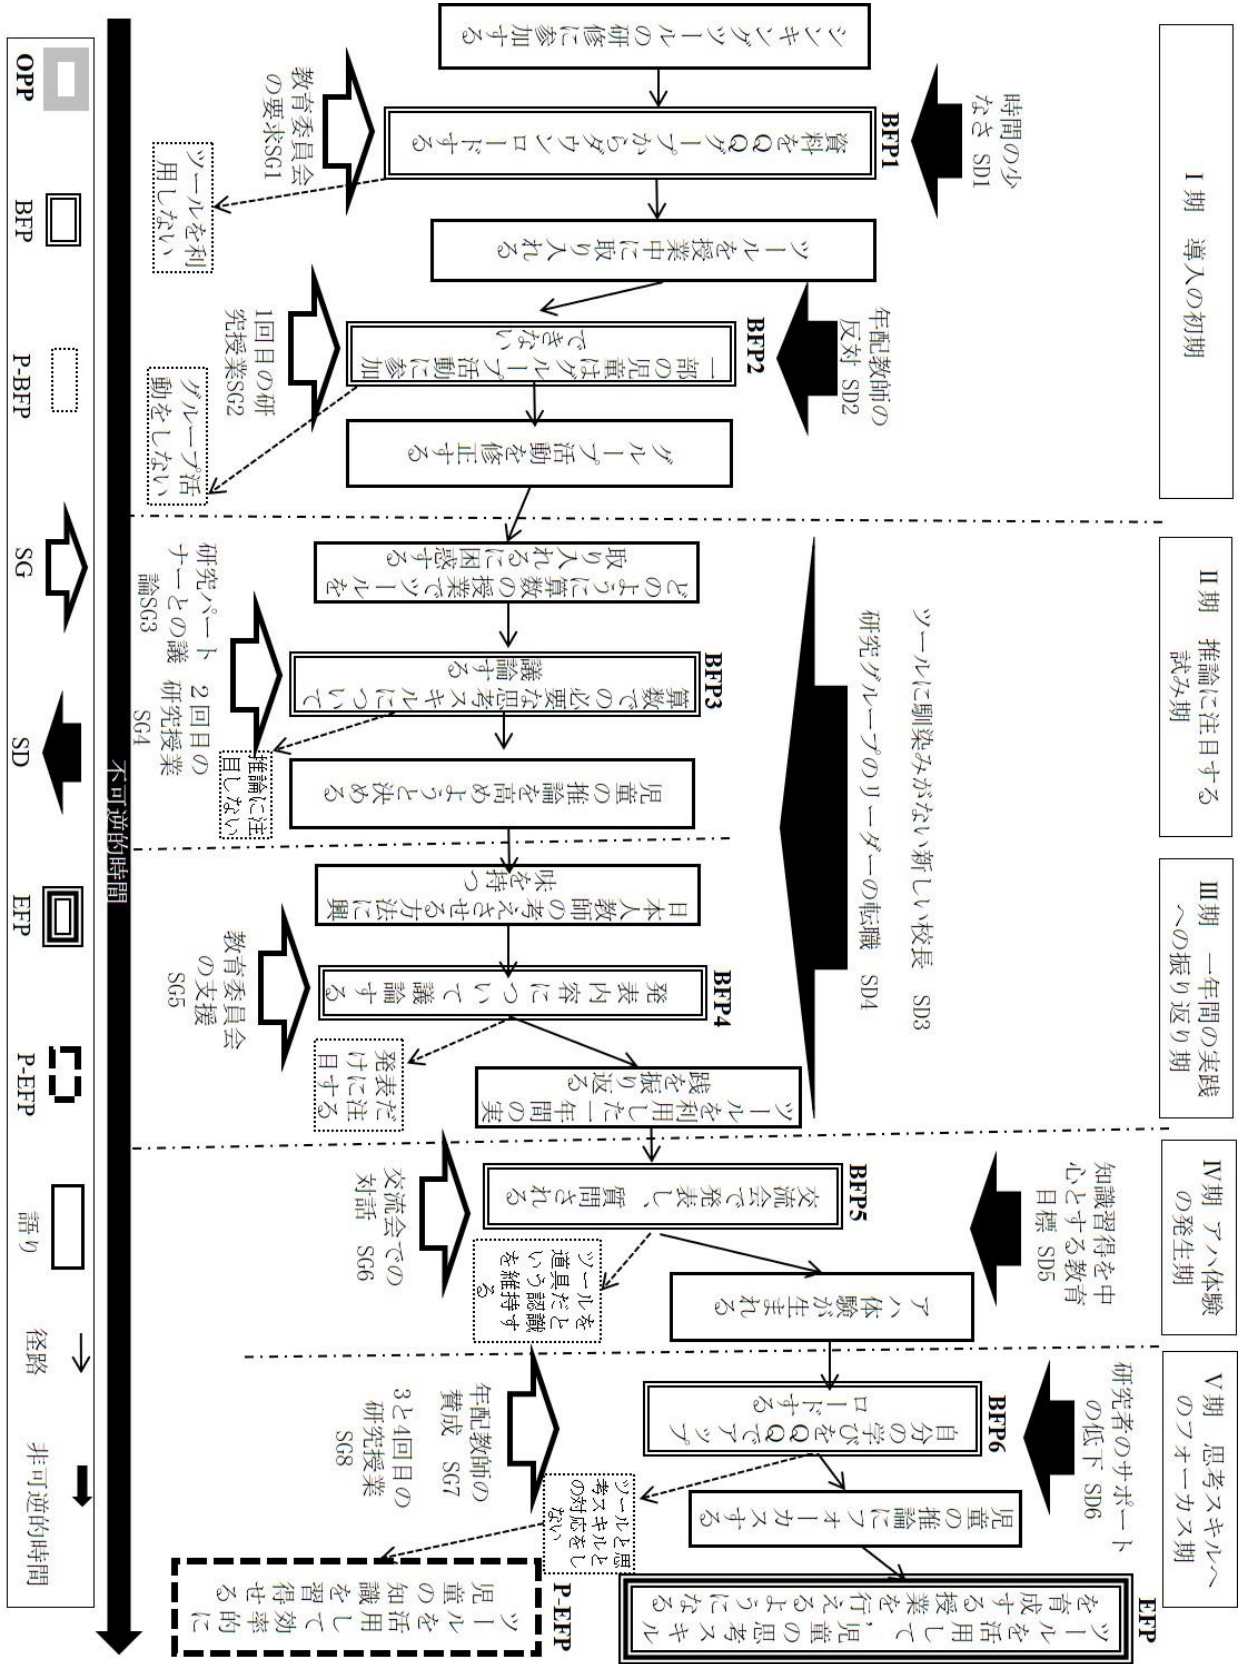 Ⅰ期　導入の初期
Ⅱ期　推論に注目する
試み期
Ⅲ期　一年間の実践
への振り返り期
Ⅳ期 アハ体験
の発生期
Ⅴ期　思考スキルへ
のフォーカス期
時間の少
なさ SD1
年配教師の
反対 SD2
ツールに馴染みがない新しい校長　SD3
研究グループのリーダーの転職　SD4
知識習得を中
心とする教育
目標 SD5
研究者のサポート
の低下 SD6
シンキングツールの研修に参加する
BFP1
資料をQQグループからダウンロードする
ツールを授業中に取り入れる
BFP2
一部の児童はグループ活動に参加
できない
グループ活動を修正する
どのように算数の授業でツールを
取り入れるに困惑する
BFP3
算数での必要な思考スキルについて
議論する
児童の推論を高めようと決める
日本人教師の考えさせる方法に興
味を持つ
BFP4
発表内容について議論する
ツールを利用した一年間の実
践を振り返る
BFP5
交流会で発表し、質問される
アハ体験が生まれる
BFP6
自分の学びをQQでアップ
ロードする
児童の推論にフォーカスする
EFP
ツールを活用して，児童の思考スキル
を育成する授業を行えるようになる
教育委員会
の要求SG1
ツールを利
用しない
1回目の研
究授業SG2
グループ活
動をしない
研究パート
ナーとの議
論SG3
２回目の
研究授業
SG4
推論に注
目しない
教育委員会
の支援
SG5
発表だ
けに注
目する
交流会での
対話　SG6
ツールを
道具だと
いう認識
を維持す
る
年配教師の
賛成　SG7
3と4回目の
研究授業
SG8
ツールと思
考スキルと
の対応をし
ない
P-EFP
ツールを活用して効率的に
児童の知識を習得させる
不可逆的時間
OPP
BFP
P-BFP
SG
SD
EFP
P-EFP
語り
径路
非可逆的時間